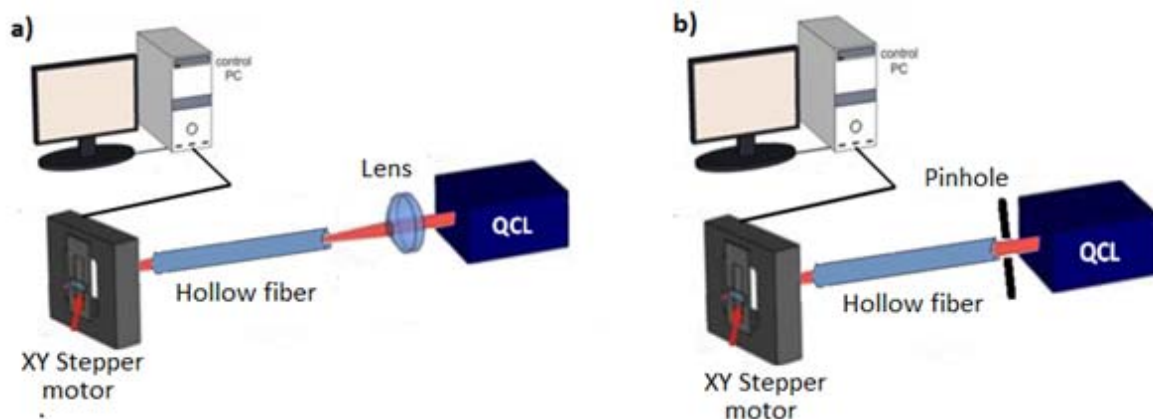 a)
control
PC
Lens
QCL
Hollow fiber
XY Stepper
motor
b)
control
PC
Pinhole
QCL
Hollow fiber
XY Stepper
motor